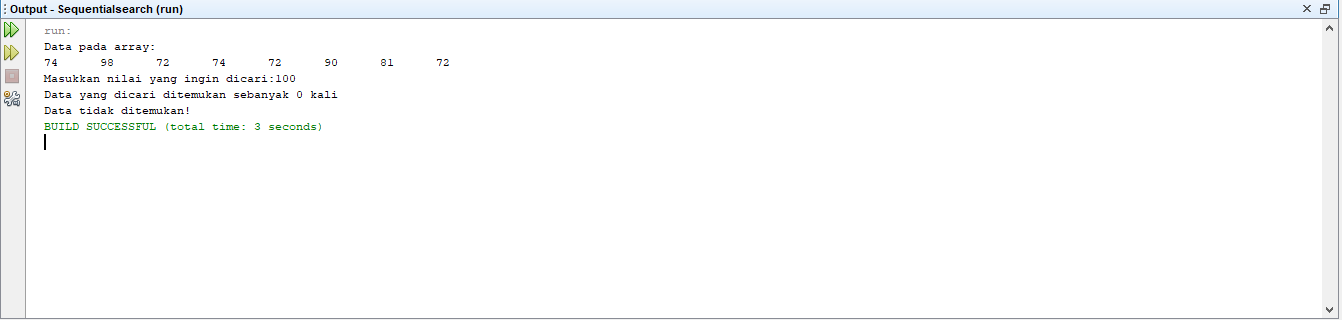 Output - Sequentialsearch (run)
run:
Data pada array:
74 98 72 74 72 90 81 72
Masukkan nilai yang ingin dicari:100
Data yang dicari ditemukan sebanyak 0 kali
Data tidak ditemukan!
BUILD SUCCESSFUL (total time: 3 seconds)